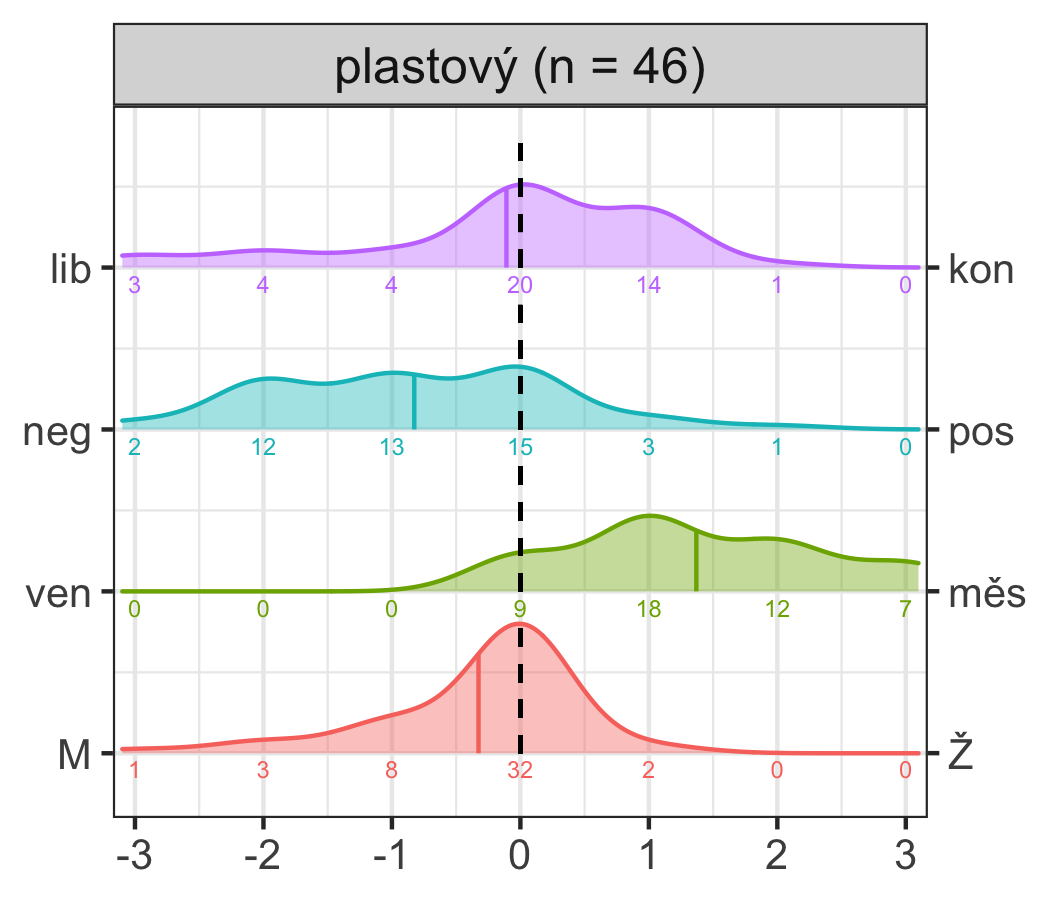 plastový (n = 46)
lib kon
3 4 4 20 14 1 0
neg pos
2 12 13 15 3 1 0
ven měs
0 0 0 9 18 12 7
M Ž
1 3 8 32 2 0 0
-3 -2 -1 0 1 2 3